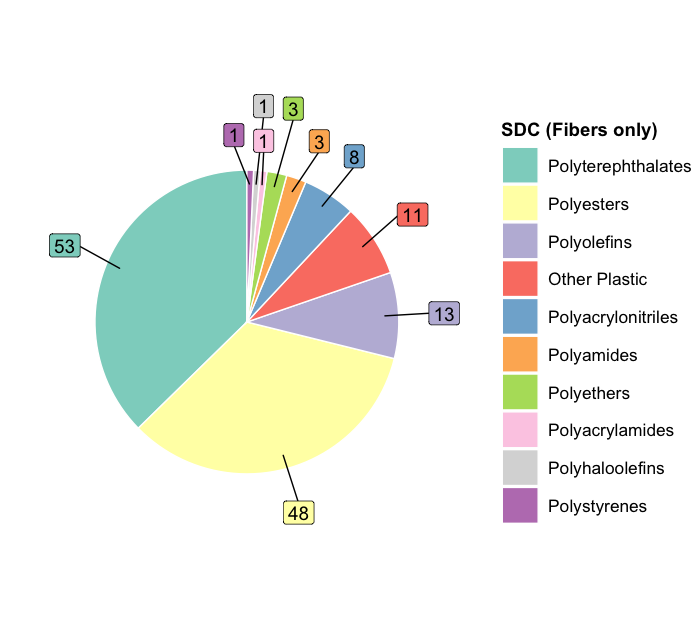 1
3
1
1
3
8
11
53
13
48
SDC (Fibers only)
Polyterephthalates
Polyesters
Polyolefins
Other Plastic
Polyacrylonitriles
Polyamides
Polyethers
Polyacrylamides
Polyhaloolefins
Polystyrenes